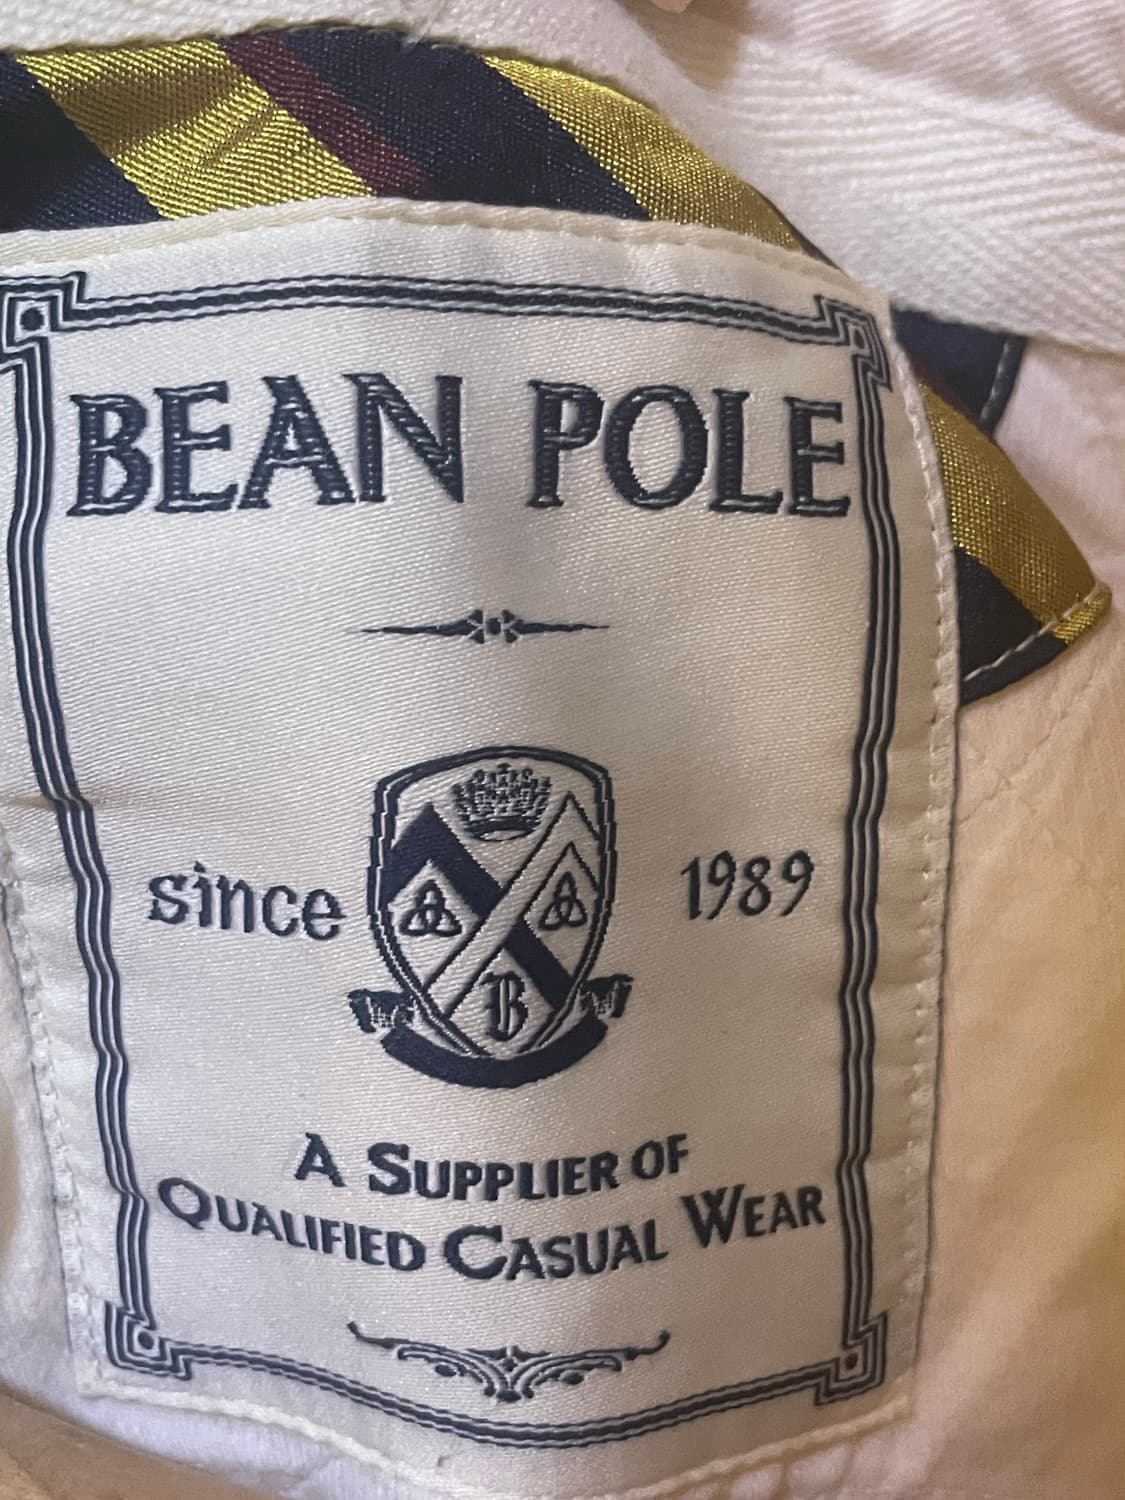 BEAN POLE
since 1989
B
A SUPPLIER OF
QUALIFIED CASUAL WEAR